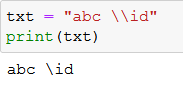 txt = "abc \\id"
print(txt)
abc \id